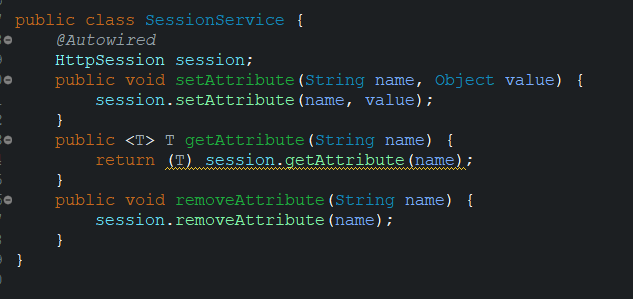 public class SessionService {
    @Autowired
    HttpSession session;
    public void setAttribute(String name, Object value) {
        session.setAttribute(name, value);
    }
    public <T> T getAttribute(String name) {
        return (T) session.getAttribute(name);
    }
    public void removeAttribute(String name) {
        session.removeAttribute(name);
    }
}